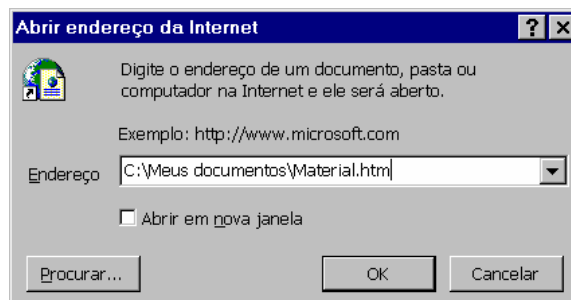 Abrir endereço da Internet
Digite o endereço de um documento, pasta ou
computador na Internet e ele será aberto.
Exemplo: http://www.microsoft.com
Endereço
C:\Meus documentos\Material.htm
Abrir em nova janela
Procurar...
OK
Cancelar